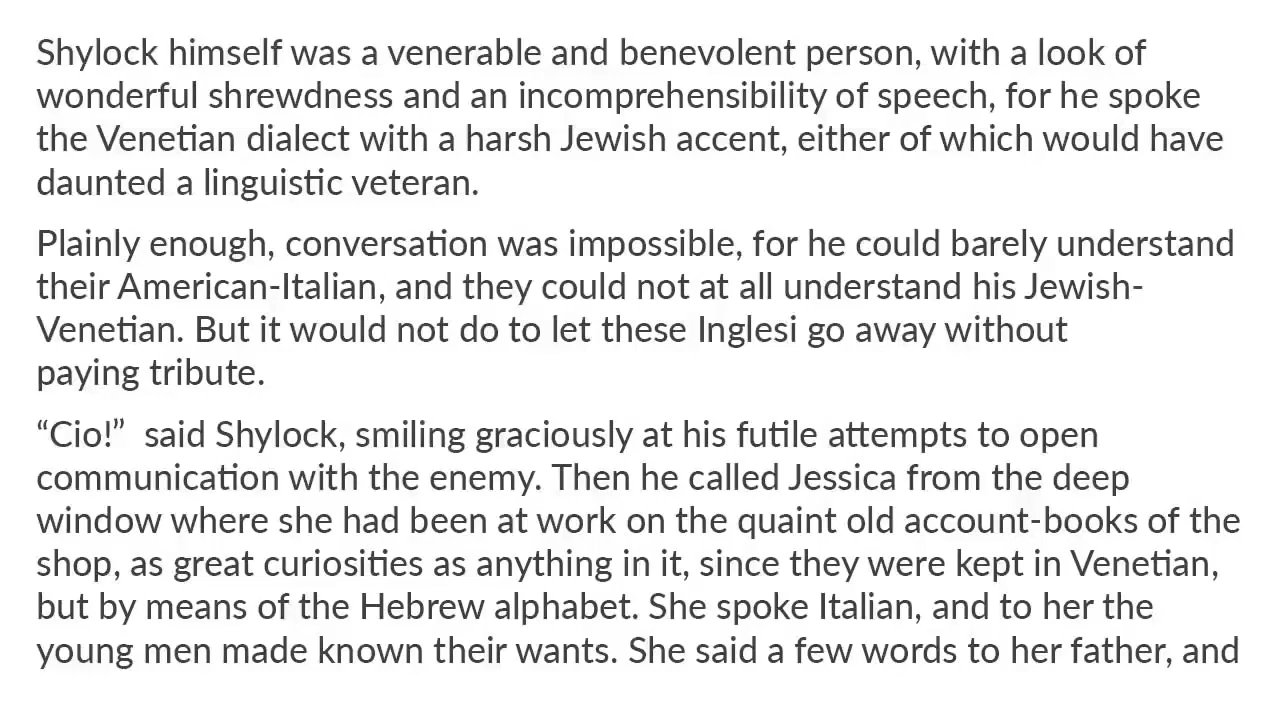 Shylock himself was a venerable and benevolent person, with a look of
wonderful shrewdness and an incomprehensibility of speech, for he spoke
the Venetian dialect with a harsh Jewish accent, either of which would have
daunted a linguistic veteran.
Plainly enough, conversation was impossible, for he could barely understand
their American-Italian, and they could not at all understand his Jewish-
Venetian. But it would not do to let these Inglesi go away without
paying tribute.
“Cio!”  said Shylock, smiling graciously at his futile attempts to open
communication with the enemy. Then he called Jessica from the deep
window where she had been at work on the quaint old account-books of the
shop, as great curiosities as anything in it, since they were kept in Venetian,
but by means of the Hebrew alphabet. She spoke Italian, and to her the
young men made known their wants. She said a few words to her father, and